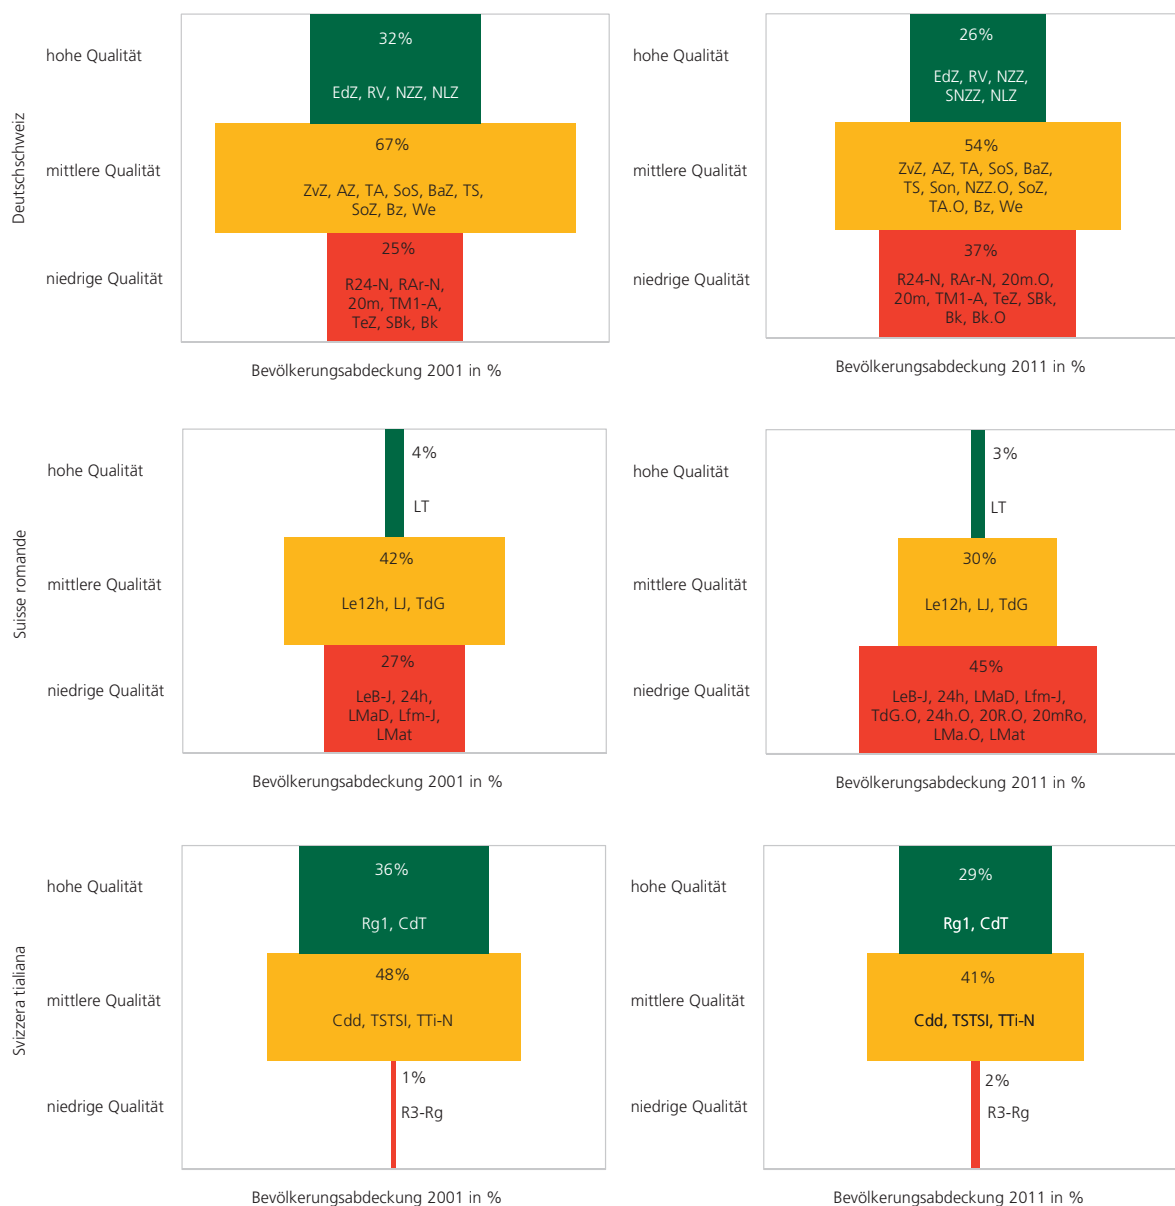 Deutschschweiz
hohe Qualität
32%
EdZ, RV, NZZ, NLZ
mittlere Qualität
67%
ZvZ, AZ, TA, SoS, BaZ, TS,
SoZ, Bz, We
niedrige Qualität
25%
R24-N, RAr-N,
20m, TM1-A,
TeZ, SBk, Bk
Bevölkerungsabdeckung 2001 in %
hohe Qualität
26%
EdZ, RV, NZZ,
SNZZ, NLZ
mittlere Qualität
54%
ZvZ, AZ, TA, SoS, BaZ,
TS, Son, NZZ.O, SoZ,
TA.O, Bz, We
niedrige Qualität
37%
R24-N, RAr-N, 20m.O,
20m, TM1-A, TeZ, SBk,
Bk, Bk.O
Bevölkerungsabdeckung 2011 in %
Suisse romande
hohe Qualität
4%
LT
mittlere Qualität
42%
Le12h, LJ, TdG
niedrige Qualität
27%
LeB-J, 24h,
LMaD, Lfm-J,
LMat
Bevölkerungsabdeckung 2001 in %
hohe Qualität
3%
LT
mittlere Qualität
30%
Le12h, LJ, TdG
niedrige Qualität
45%
LeB-J, 24h, LMaD, Lfm-J,
TdG.O, 24h.O, 20R.O, 20mRo,
LMa.O, LMat
Bevölkerungsabdeckung 2011 in %
Svizzera tialiana
hohe Qualität
36%
Rg1, CdT
mittlere Qualität
48%
Cdd, TSTSI, TTi-N
niedrige Qualität
1%
R3-Rg
Bevölkerungsabdeckung 2001 in %
hohe Qualität
29%
Rg1, CdT
mittlere Qualität
41%
Cdd, TSTSI, TTi-N
niedrige Qualität
2%
R3-Rg
Bevölkerungsabdeckung 2011 in %